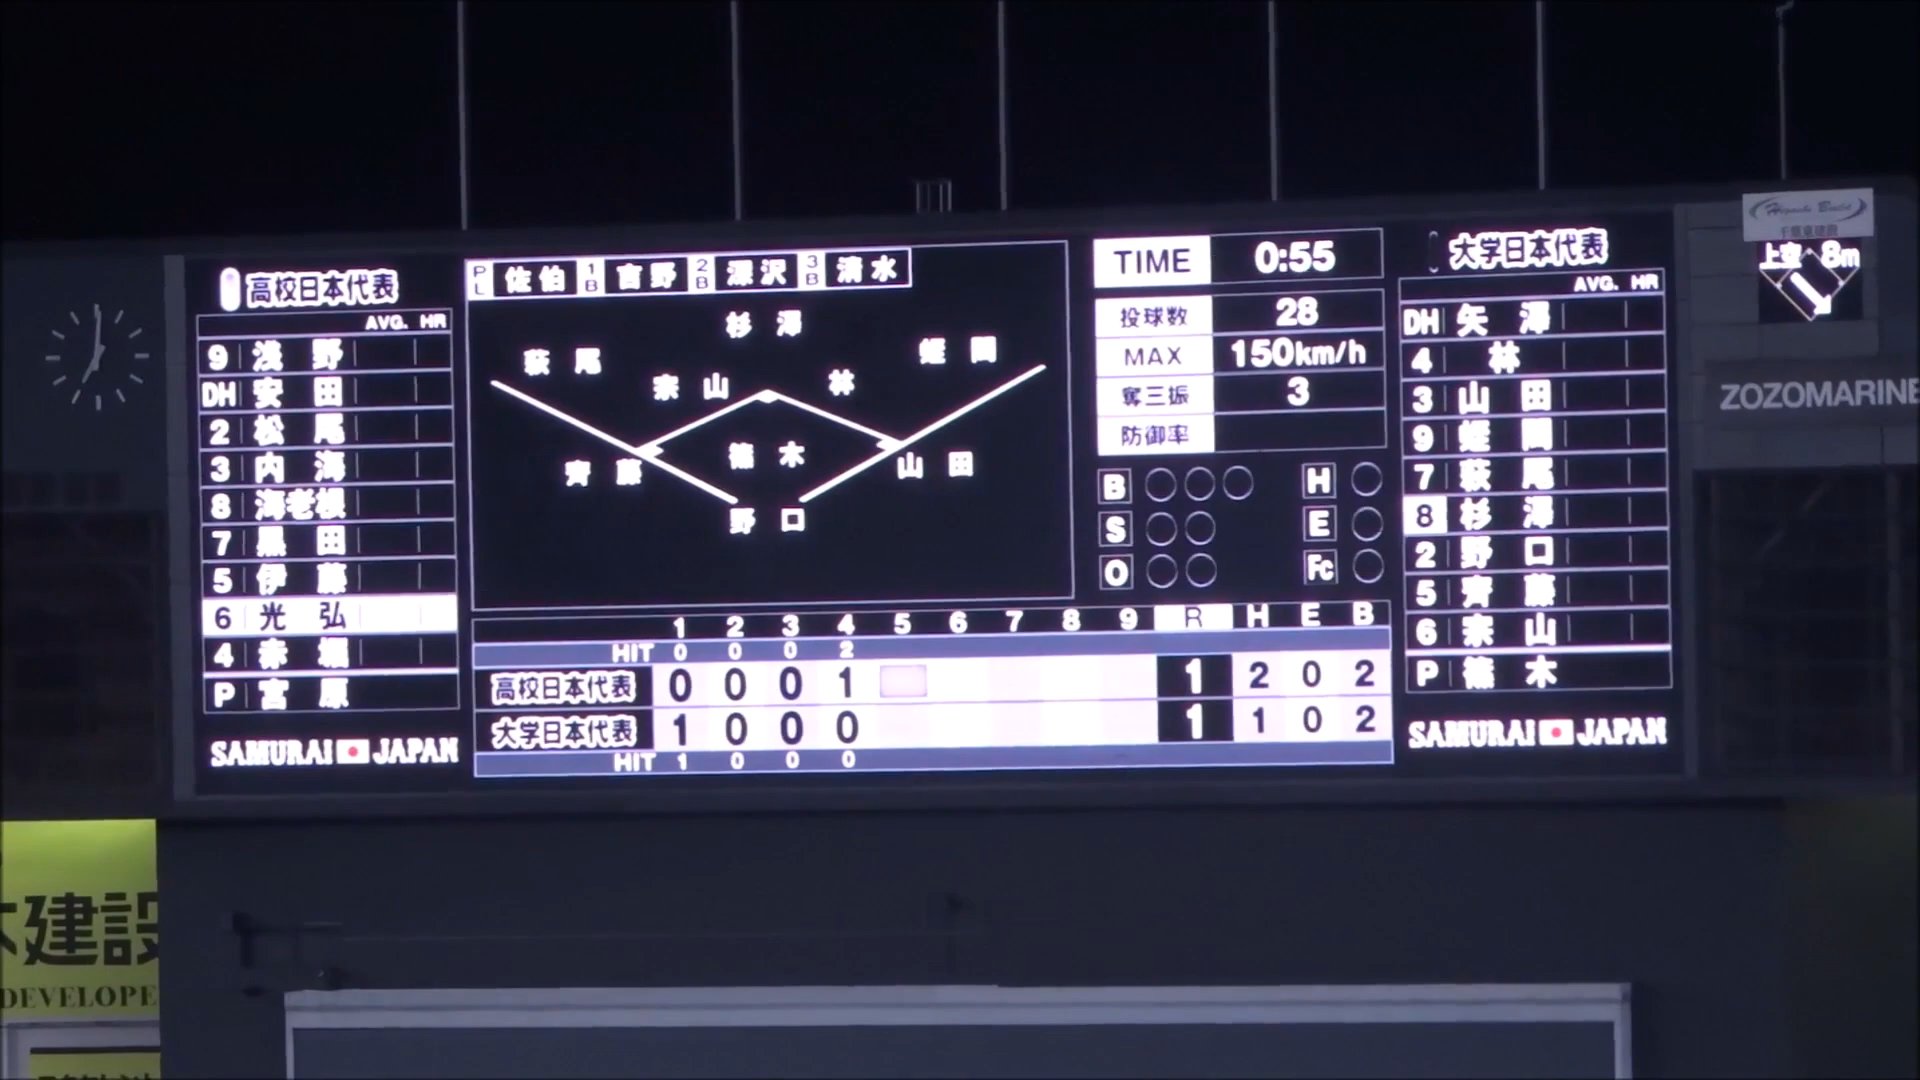 高校日本代表
AVG. HR
9 浅野
DH 安田
2 松尾
3 内海
8 海老根
7 黒田
5 伊藤
6 光弘
4 赤堀
P 宮原
SAMURAI JAPAN
PL 佐伯 1B 吉野 2B 深沢 3B 清水
杉澤
萩尾 蛭間
宗山 林
齊藤 篠木 山田
野口
TIME 0:55
投球数 28
MAX 150km/h
奪三振 3
防御率
B H
S E
O Fc
1 2 3 4 5 6 7 8 9 R H E B
HIT 0 0 0 2
高校日本代表 0 0 0 1 1 2 0 2
大学日本代表 1 0 0 0 1 1 0 2
HIT 1 0 0 0
大学日本代表
AVG. HR
DH 矢澤
4 林
3 山田
9 蛭間
7 萩尾
8 杉澤
2 野口
5 齊藤
6 宗山
P 篠木
SAMURAI JAPAN
上空 8m
ZOZOMARINE
建設
DEVELOPE